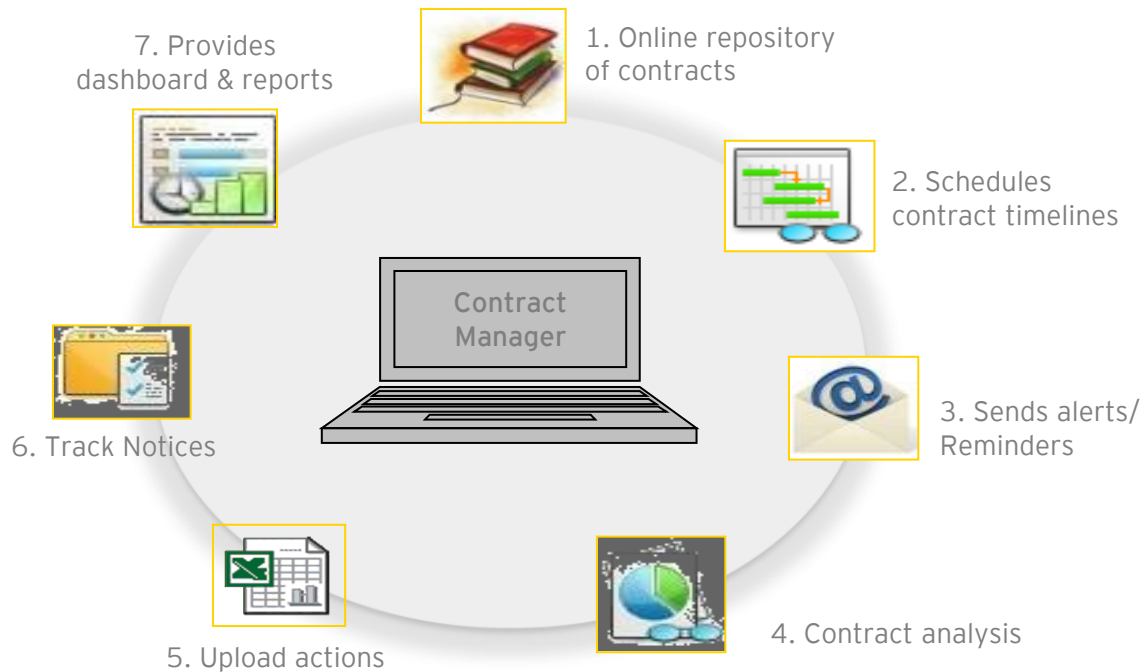 1. Online repository
of contracts
2. Schedules
contract timelines
3. Sends alerts/
Reminders
4. Contract analysis
5. Upload actions
6. Track Notices
7. Provides
dashboard & reports
Contract
Manager